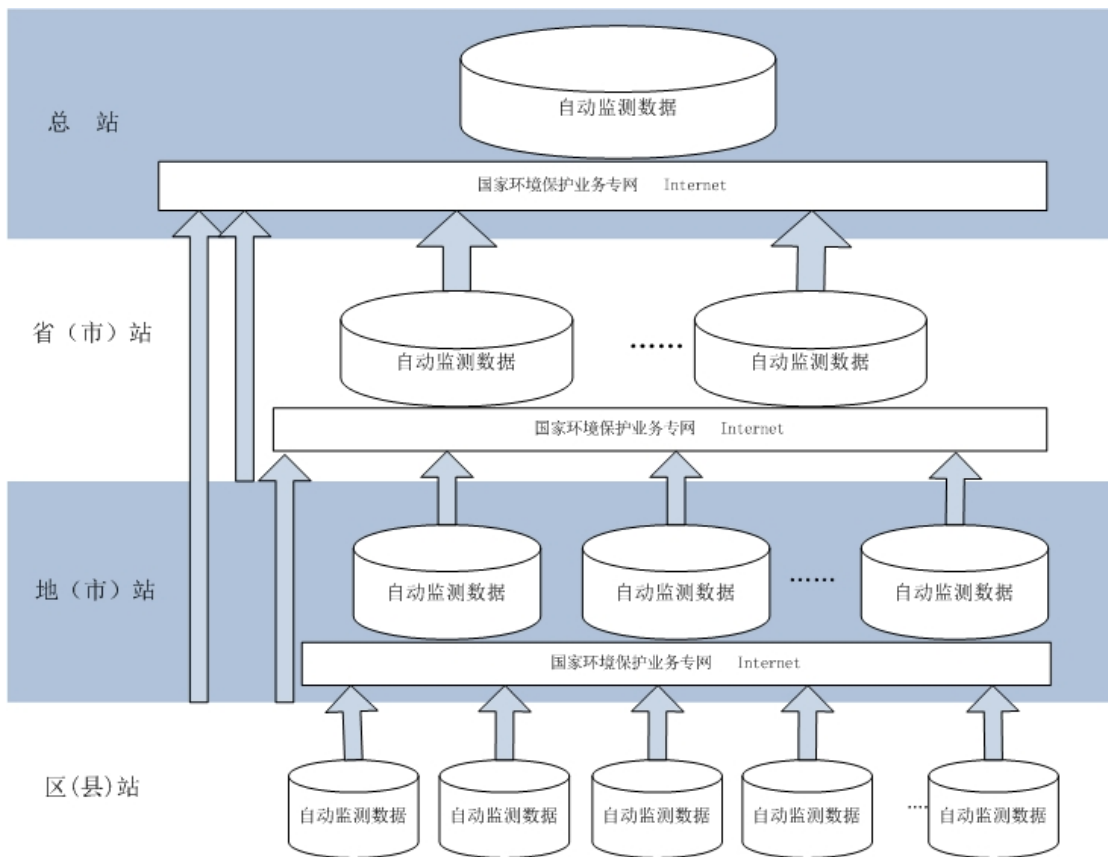 自动监测数据
总 站
国家环境保护业务专网 Internet
省（市）站
自动监测数据 ...... 自动监测数据
国家环境保护业务专网 Internet
地（市）站
自动监测数据 自动监测数据 ...... 自动监测数据
国家环境保护业务专网 Internet
区(县)站
自动监测数据 自动监测数据 自动监测数据 自动监测数据 .... 自动监测数据